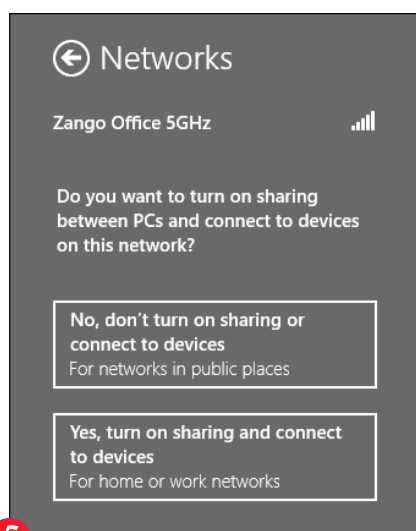 Networks
Zango Office 5GHz
Do you want to turn on sharing
between PCs and connect to devices
on this network?
No, don't turn on sharing or
connect to devices
For networks in public places
Yes, turn on sharing and connect
to devices
For home or work networks